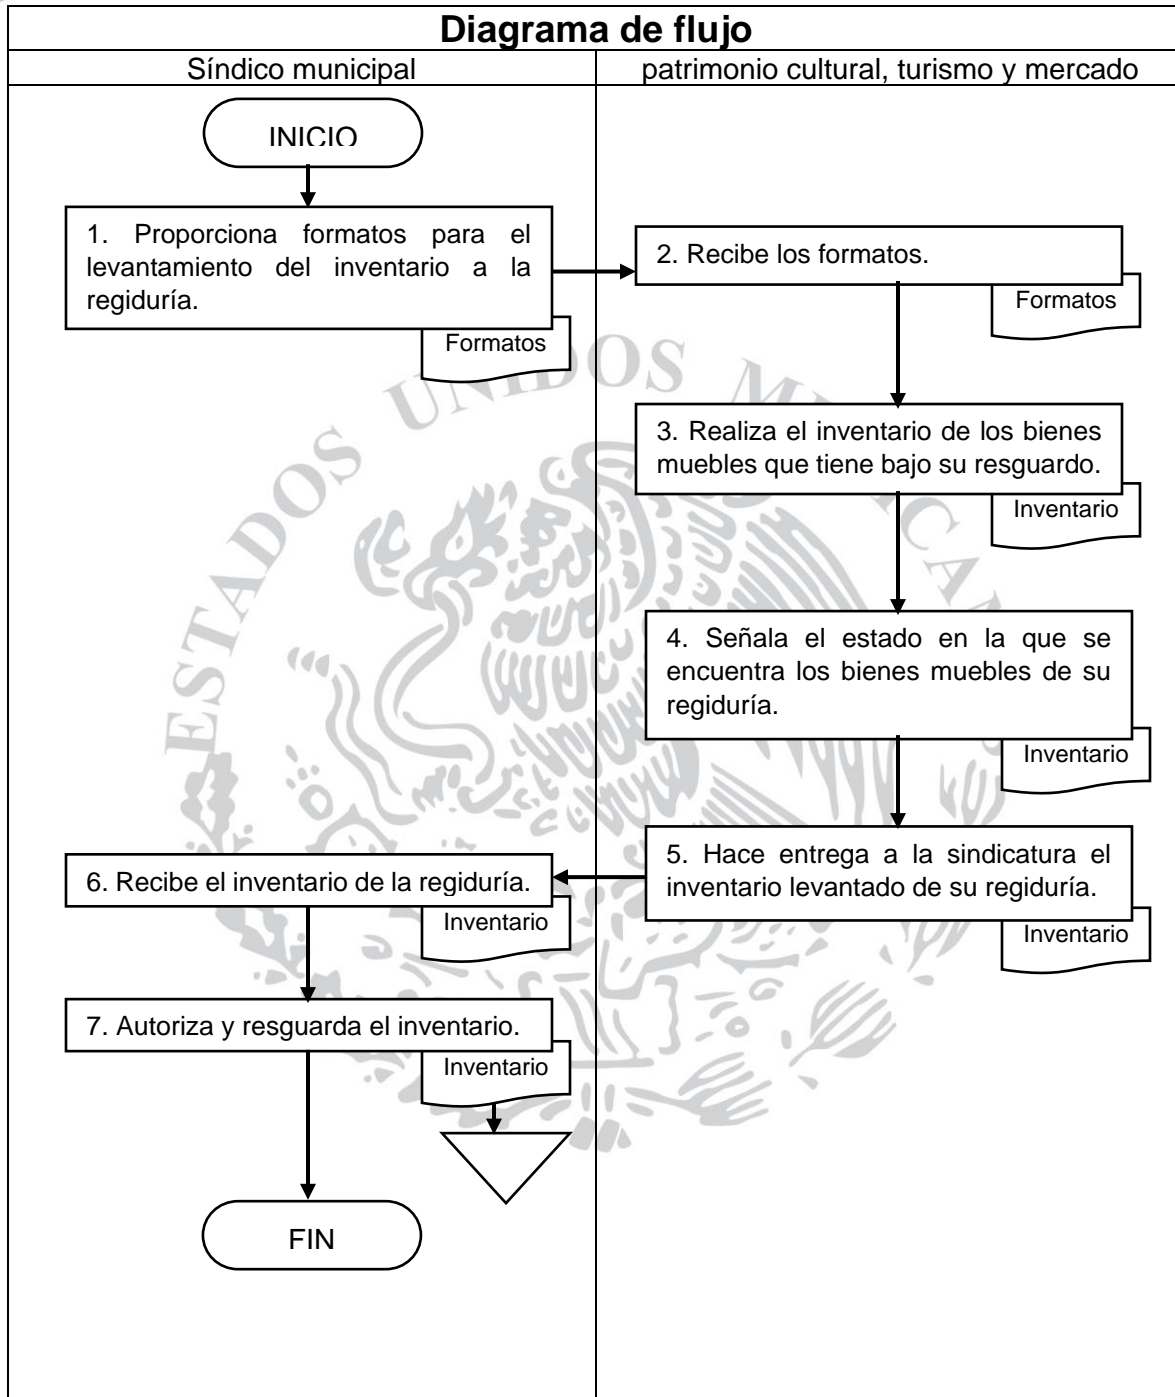 Diagrama de flujo
Síndico municipal
patrimonio cultural, turismo y mercado
INICIO
1. Proporciona formatos para el
levantamiento del inventario a la
regiduría.
Formatos
2. Recibe los formatos.
Formatos
3. Realiza el inventario de los bienes
muebles que tiene bajo su resguardo.
Inventario
4. Señala el estado en la que se
encuentra los bienes muebles de su
regiduría.
Inventario
5. Hace entrega a la sindicatura el
inventario levantado de su regiduría.
Inventario
6. Recibe el inventario de la regiduría.
Inventario
7. Autoriza y resguarda el inventario.
Inventario
FIN
ESTADOS UNIDOS